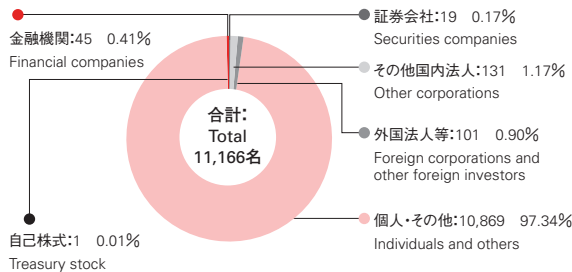 金融機関:45 0.41%
Financial companies
自己株式:1 0.01%
Treasury stock
合計:
Total
11,166名
証券会社:19 0.17%
Securities companies
その他国内法人:131 1.17%
Other corporations
外国法人等:101 0.90%
Foreign corporations and
other foreign investors
個人・その他:10,869 97.34%
Individuals and others